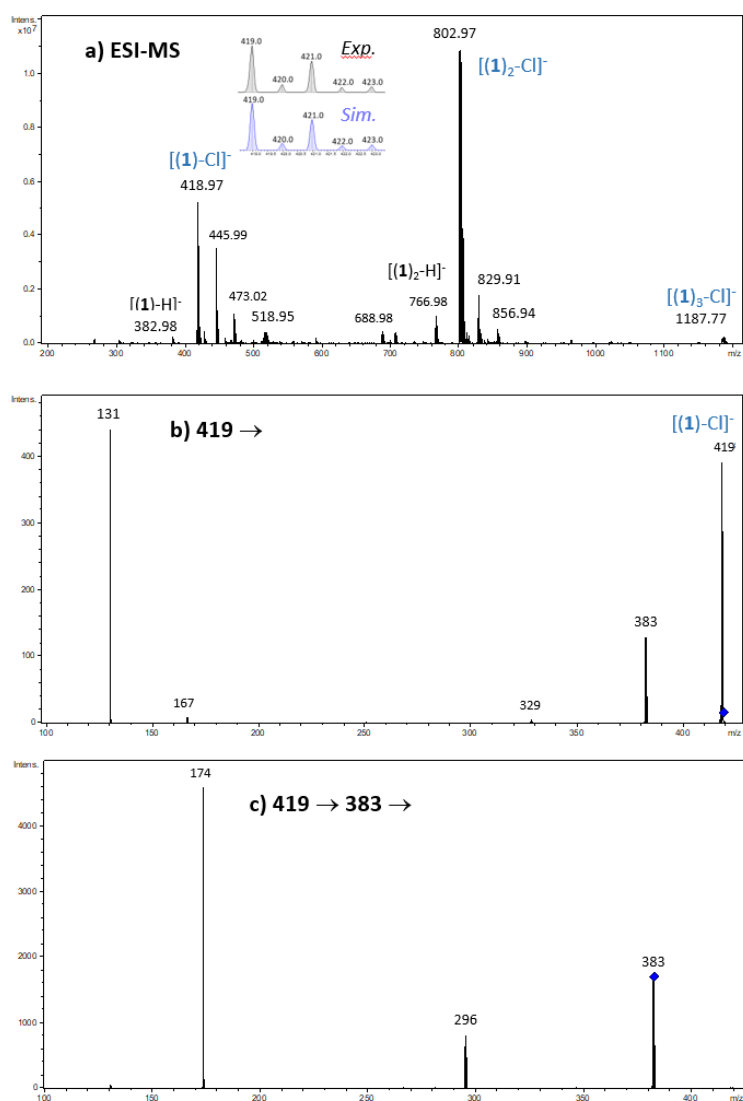 Intens.
x10⁷
a) ESI-MS
802.97
Exp.
419.0
421.0
420.0
422.0
423.0
[(1)₂-Cl]⁻
1.0
419.0
Sim.
421.0
0.8
420.0
422.0
423.0
[(1)-Cl]⁻
0.6
418.97
445.99
0.4
[(1)-H]⁻
[(1)₂-H]⁻
829.91
[(1)₃-Cl]⁻
0.2
382.98
473.02
518.95
688.98
766.98
856.94
1187.77
0.0
200 300 400 500 600 700 800 900 1000 1100 m/z
Intens.
131
b) 419 →
[(1)-Cl]⁻
419
400
300
200
383
100
167
329
0
100 150 200 250 300 350 400 m/z
Intens.
174
c) 419 → 383 →
4000
3000
2000
383
1000
296
0
100 150 200 250 300 350 400 m/z